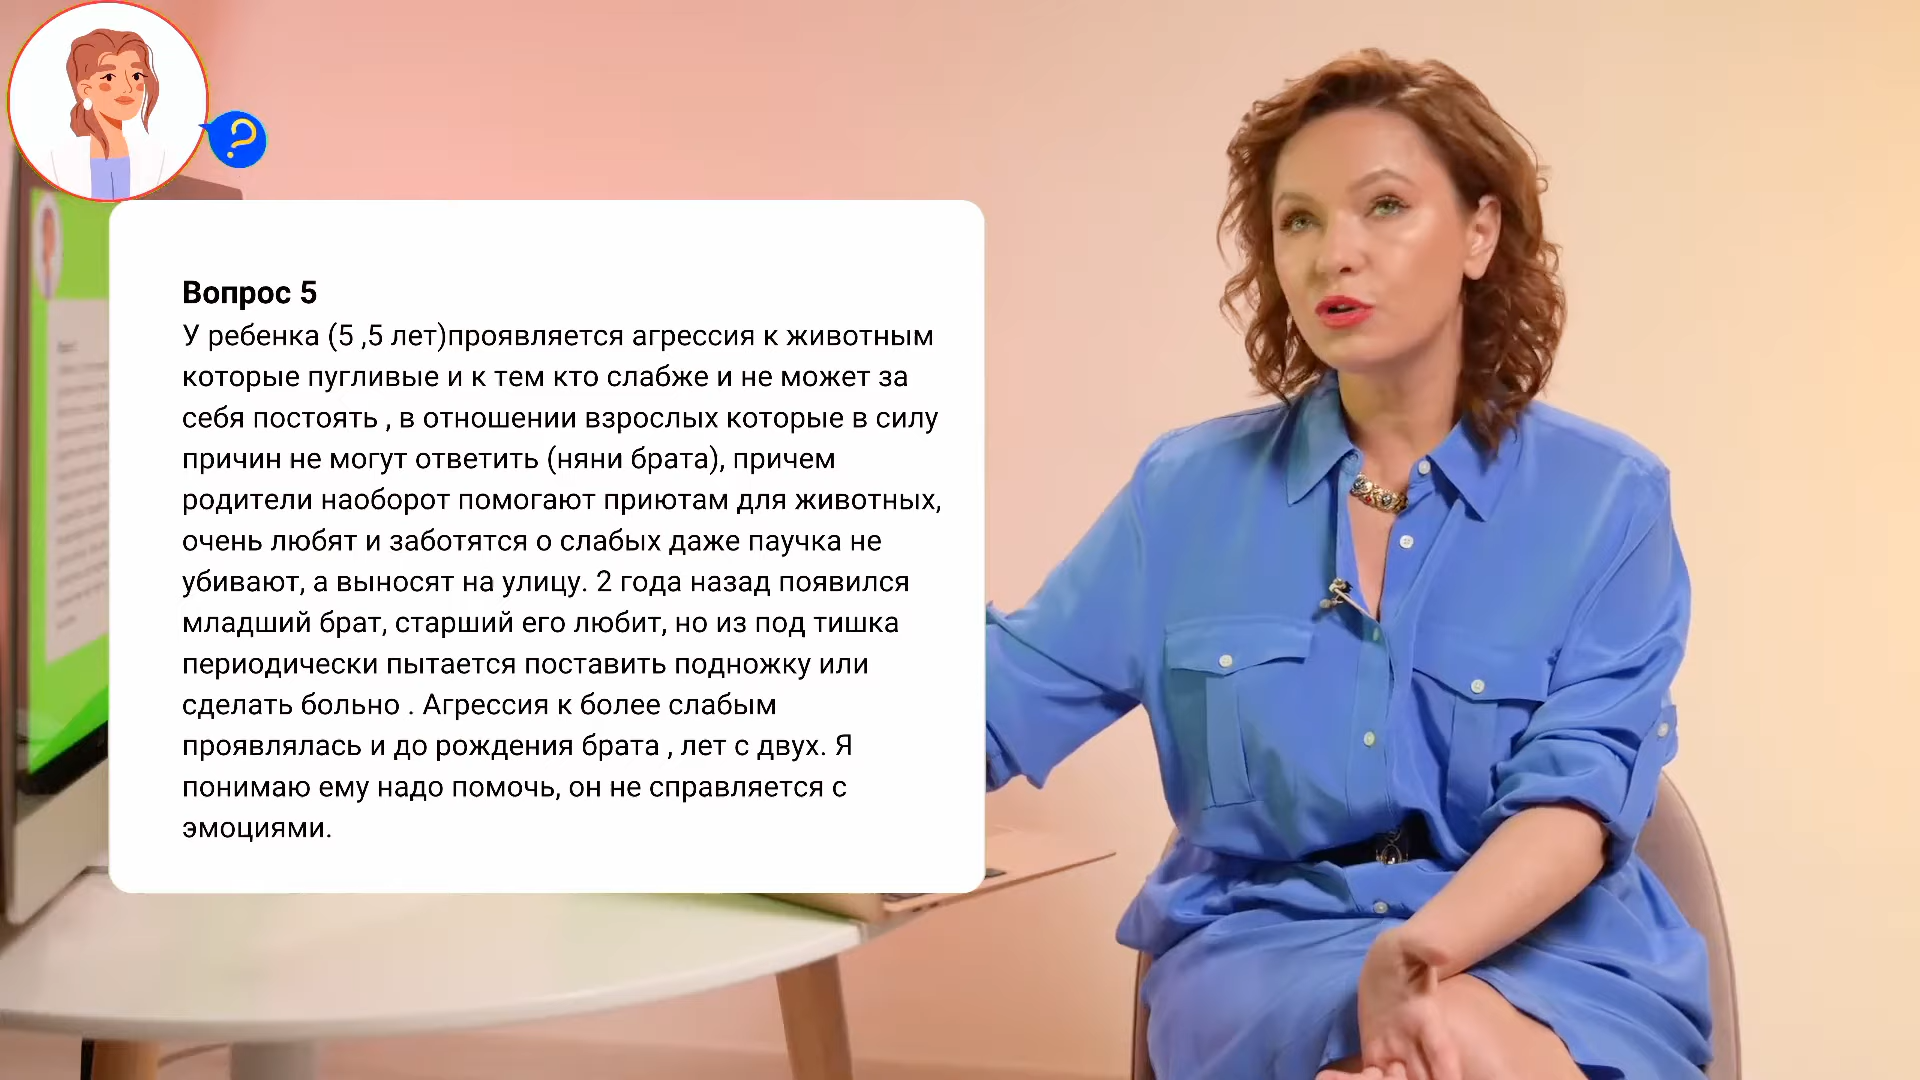 Вопрос 5
У ребенка (5 ,5 лет)проявляется агрессия к животным
которые пугливые и к тем кто слабже и не может за
себя постоять , в отношении взрослых которые в силу
причин не могут ответить (няни брата), причем
родители наоборот помогают приютам для животных,
очень любят и заботятся о слабых даже паучка не
убивают, а выносят на улицу. 2 года назад появился
младший брат, старший его любит, но из под тишка
периодически пытается поставить подножку или
сделать больно . Агрессия к более слабым
проявлялась и до рождения брата , лет с двух. Я
понимаю ему надо помочь, он не справляется с
эмоциями.